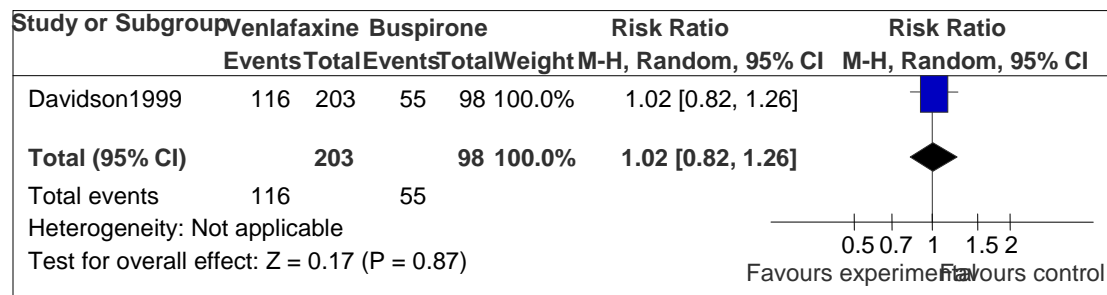 Study or Subgroup Venlafaxine Buspirone Risk Ratio Risk Ratio
Events Total Events Total Weight M-H, Random, 95% CI M-H, Random, 95% CI
Davidson1999 116 203 55 98 100.0% 1.02 [0.82, 1.26]
Total (95% CI) 203 98 100.0% 1.02 [0.82, 1.26]
Total events 116 55
Heterogeneity: Not applicable
Test for overall effect: Z = 0.17 (P = 0.87)
0.5 0.7 1 1.5 2
Favours experimental Favours control